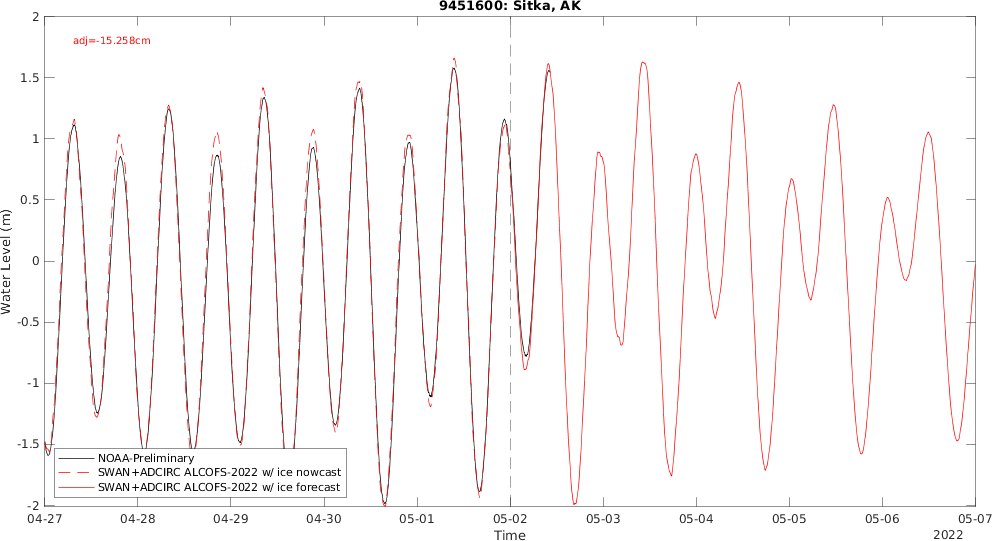 9451600: Sitka, AK
adj=-15.258cm
2
1.5
1
0.5
0
-0.5
-1
-1.5
-2
Water Level (m)
NOAA-Preliminary
SWAN+ADCIRC ALCOFS-2022 w/ ice nowcast
SWAN+ADCIRC ALCOFS-2022 w/ ice forecast
04-27 04-28 04-29 04-30 05-01 05-02 05-03 05-04 05-05 05-06 05-07
Time
2022